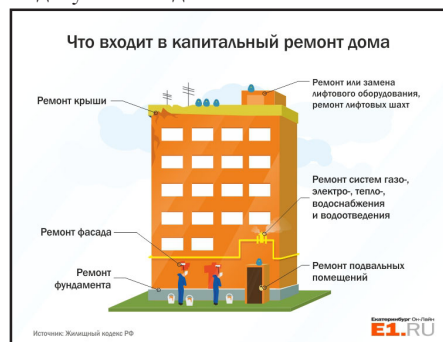 Что входит в капитальный ремонт дома
Ремонт крыши
Ремонт или замена
лифтового оборудования,
ремонт лифтовых шахт
Ремонт систем газо-,
электро-, тепло-,
водоснабжения
и водоотведения
Ремонт фасада
Ремонт
фундамента
Ремонт подвальных
помещений
Источник: Жилищный кодекс РФ
Екатеринбург Он-Лайн
E1.RU